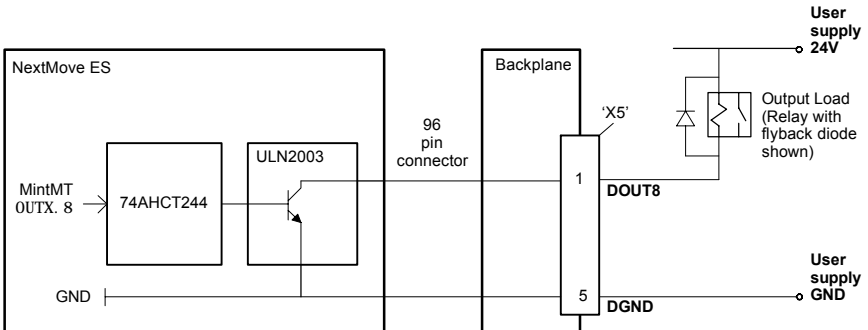 User
supply
24V
NextMove ES
Backplane
Output Load
(Relay with
flyback diode
shown)
'X5'
96
pin
connector
ULN2003
MintMT
OUTX. 8
74AHCT244
1
DOUT8
User
supply
GND
GND
5
DGND